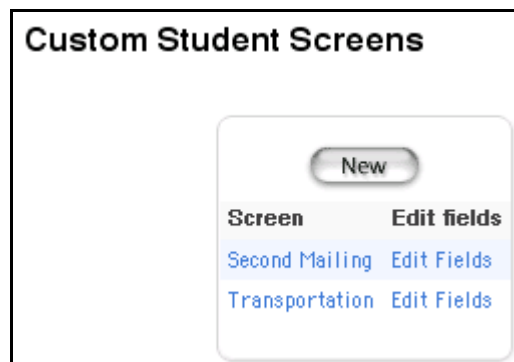 Custom Student Screens
New
Screen Edit fields
Second Mailing Edit Fields
Transportation Edit Fields